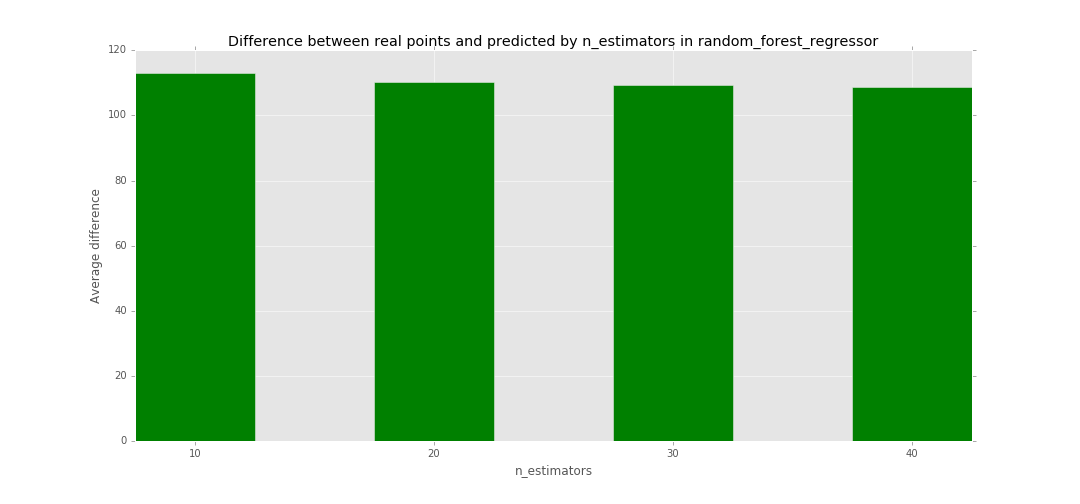 Difference between real points and predicted by n_estimators in random_forest_regressor
120
100
80
60
40
20
0
Average difference
10 20 30 40
n_estimators